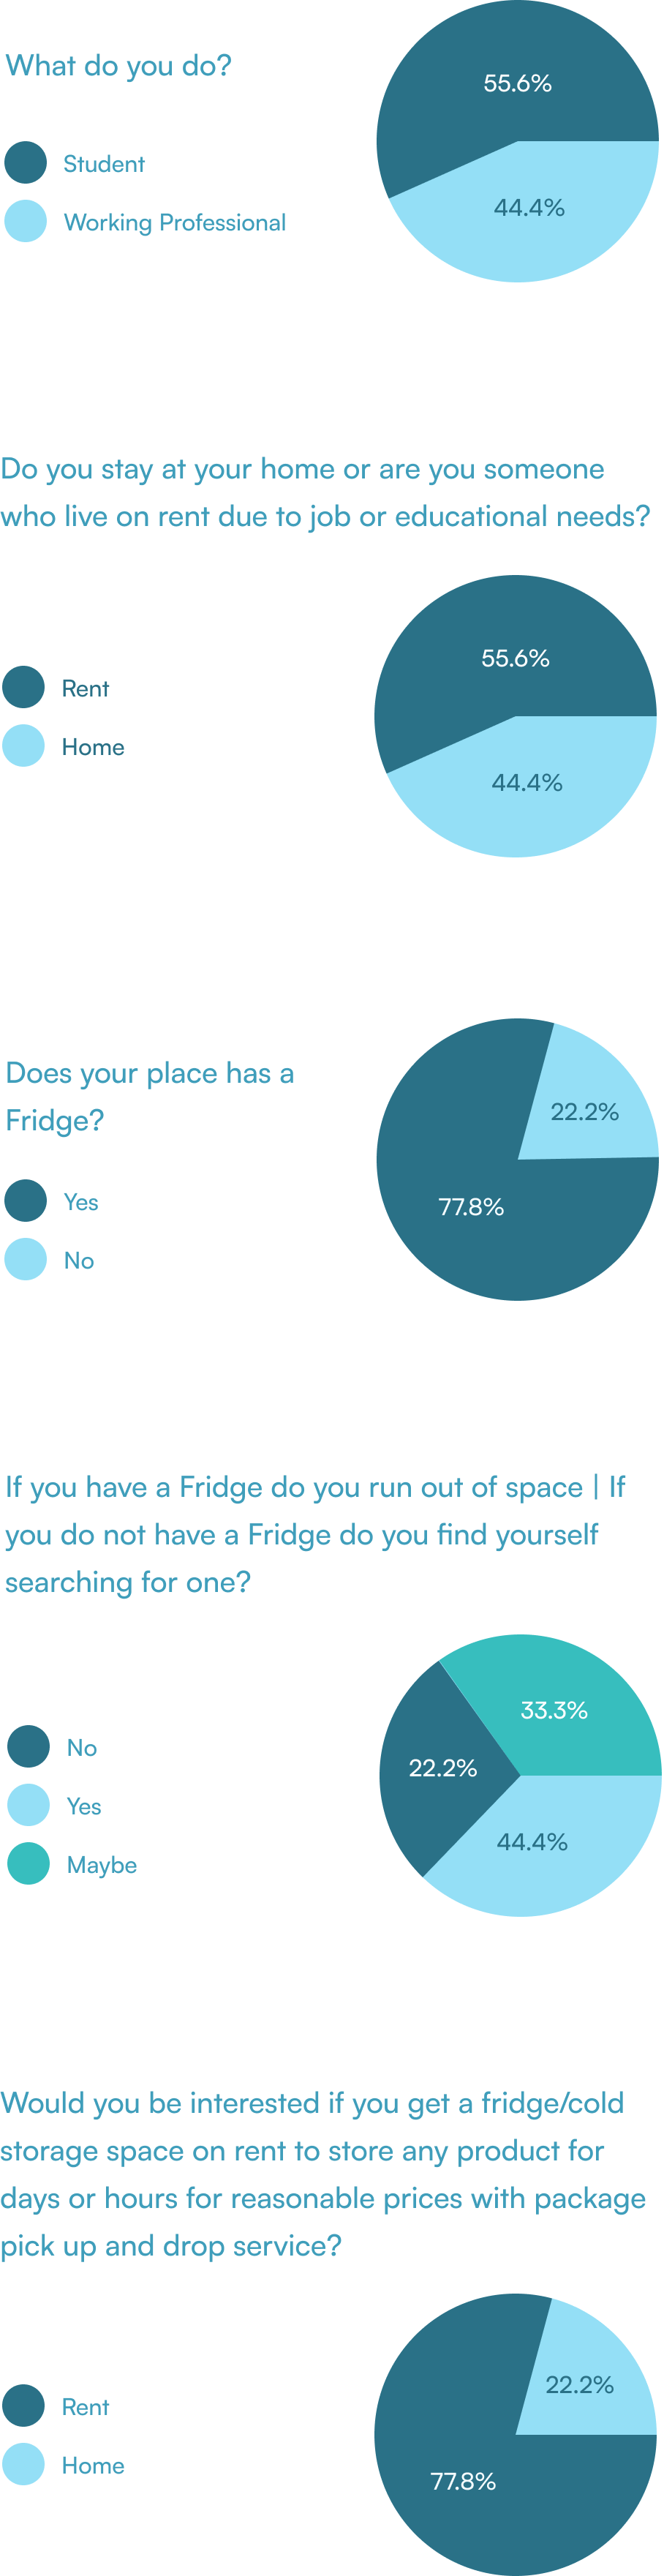 What do you do?
55.6%
Student
44.4%
Working Professional
Do you stay at your home or are you someone
who live on rent due to job or educational needs?
55.6%
Rent
Home
44.4%
Does your place has a
Fridge?
22.2%
Yes
77.8%
No
If you have a Fridge do you run out of space | If
you do not have a Fridge do you find yourself
searching for one?
33.3%
No
22.2%
Yes
44.4%
Maybe
Would you be interested if you get a fridge/cold
storage space on rent to store any product for
days or hours for reasonable prices with package
pick up and drop service?
22.2%
Rent
Home
77.8%